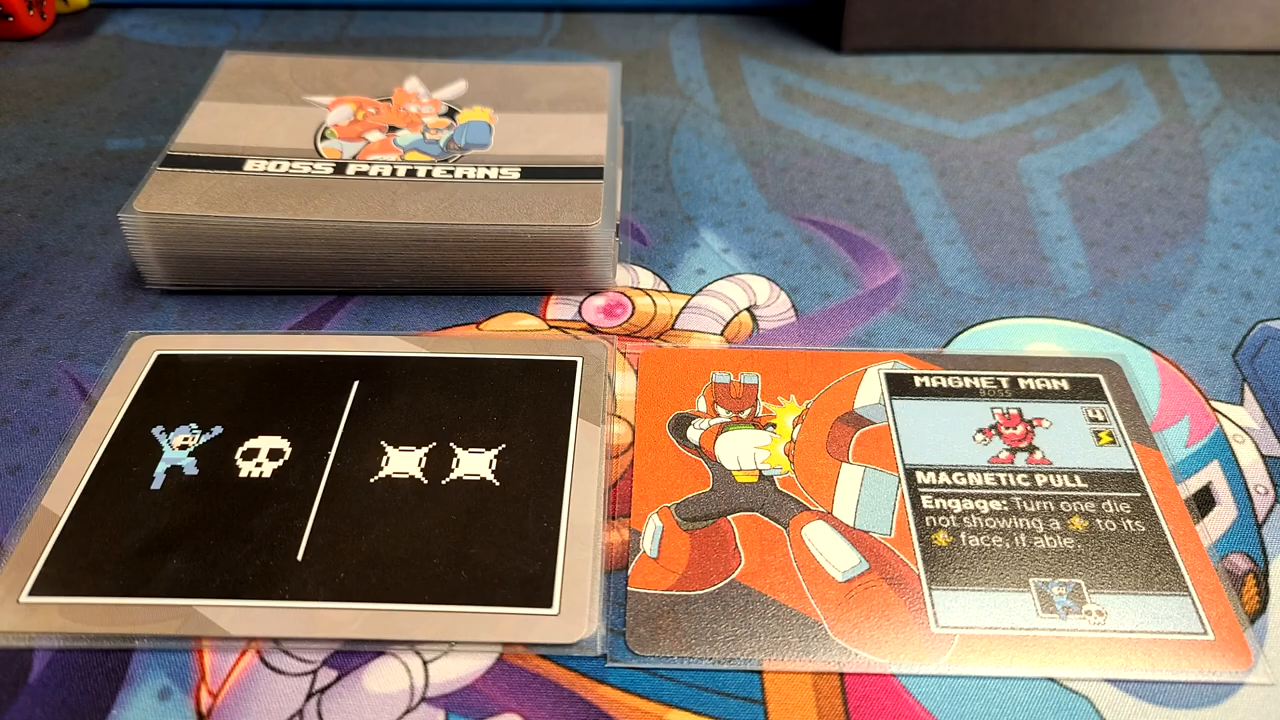 BOSS PATTERNS
MAGNET MAN
BOSS
4
MAGNETIC PULL
Engage: Turn one die
not showing a to its
face, if able.